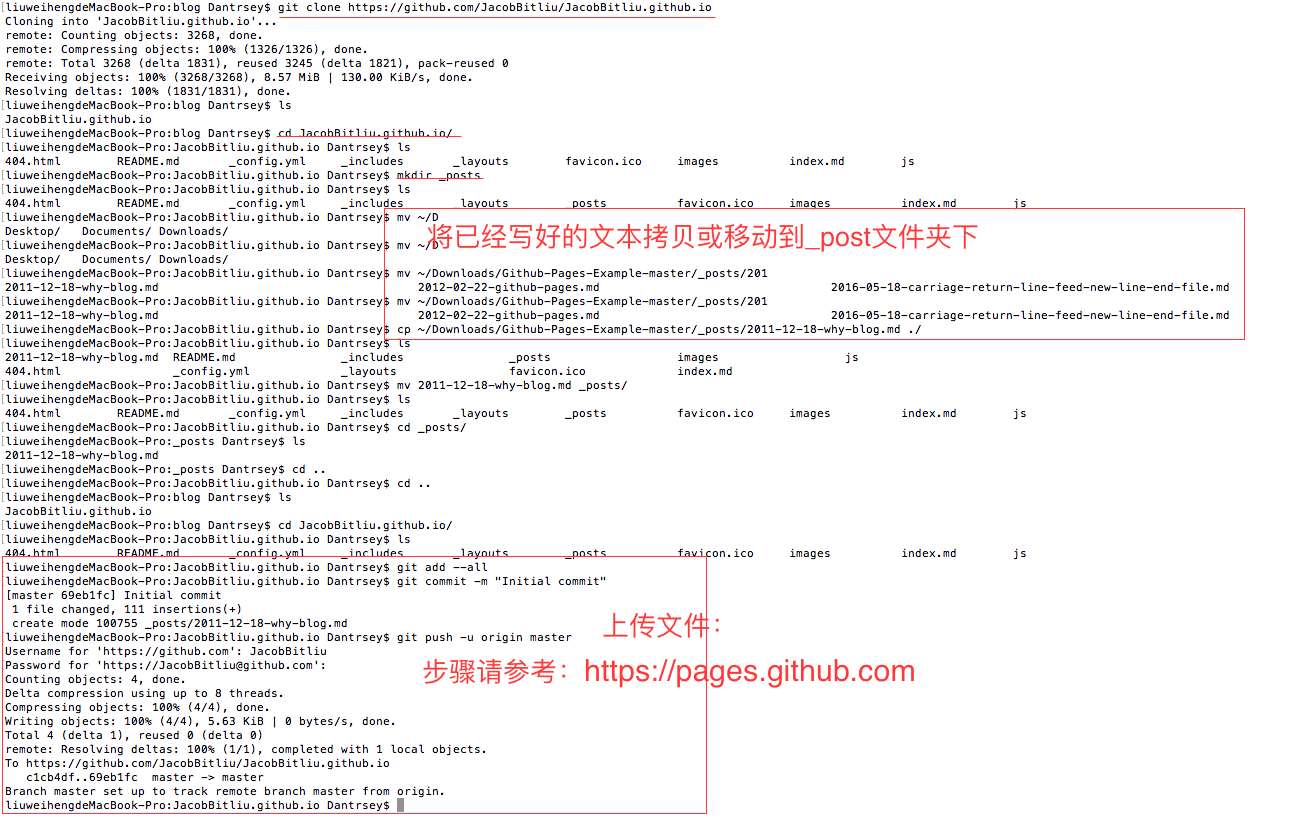 [liuweihengdeMacBook-Pro:blog Dantrsey$ git clone https://github.com/JacobBitliu/JacobBitliu.github.io
Cloning into 'JacobBitliu.github.io'...
remote: Counting objects: 3268, done.
remote: Compressing objects: 100% (1326/1326), done.
remote: Total 3268 (delta 1831), reused 3245 (delta 1821), pack-reused 0
Receiving objects: 100% (3268/3268), 8.57 MiB | 130.00 KiB/s, done.
Resolving deltas: 100% (1831/1831), done.
[liuweihengdeMacBook-Pro:blog Dantrsey$ ls
JacobBitliu.github.io
[liuweihengdeMacBook-Pro:blog Dantrsey$ cd JacobBitliu.github.io/
[liuweihengdeMacBook-Pro:JacobBitliu.github.io Dantrsey$ ls
404.html README.md _config.yml _includes _layouts favicon.ico images index.md js
[liuweihengdeMacBook-Pro:JacobBitliu.github.io Dantrsey$ mkdir _posts
[liuweihengdeMacBook-Pro:JacobBitliu.github.io Dantrsey$ ls
404.html README.md _config.yml _includes _layouts _posts favicon.ico images index.md js
[liuweihengdeMacBook-Pro:JacobBitliu.github.io Dantrsey$ mv ~/D
Desktop/ Documents/ Downloads/
将已经写好的文本拷贝或移动到_post文件夹下
[liuweihengdeMacBook-Pro:JacobBitliu.github.io Dantrsey$ mv ~/D
Desktop/ Documents/ Downloads/
[liuweihengdeMacBook-Pro:JacobBitliu.github.io Dantrsey$ mv ~/Downloads/Github-Pages-Example-master/_posts/201
2011-12-18-why-blog.md 2012-02-22-github-pages.md 2016-05-18-carriage-return-line-feed-new-line-end-file.md
[liuweihengdeMacBook-Pro:JacobBitliu.github.io Dantrsey$ mv ~/Downloads/Github-Pages-Example-master/_posts/201
2011-12-18-why-blog.md 2012-02-22-github-pages.md 2016-05-18-carriage-return-line-feed-new-line-end-file.md
[liuweihengdeMacBook-Pro:JacobBitliu.github.io Dantrsey$ cp ~/Downloads/Github-Pages-Example-master/_posts/2011-12-18-why-blog.md ./
[liuweihengdeMacBook-Pro:JacobBitliu.github.io Dantrsey$ ls
2011-12-18-why-blog.md README.md _includes _posts images js
404.html _config.yml _layouts favicon.ico index.md
[liuweihengdeMacBook-Pro:JacobBitliu.github.io Dantrsey$ mv 2011-12-18-why-blog.md _posts/
[liuweihengdeMacBook-Pro:JacobBitliu.github.io Dantrsey$ ls
404.html README.md _config.yml _includes _layouts _posts favicon.ico images index.md js
[liuweihengdeMacBook-Pro:JacobBitliu.github.io Dantrsey$ cd _posts/
[liuweihengdeMacBook-Pro:_posts Dantrsey$ ls
2011-12-18-why-blog.md
[liuweihengdeMacBook-Pro:_posts Dantrsey$ cd ..
[liuweihengdeMacBook-Pro:JacobBitliu.github.io Dantrsey$ cd ..
[liuweihengdeMacBook-Pro:blog Dantrsey$ ls
JacobBitliu.github.io
[liuweihengdeMacBook-Pro:blog Dantrsey$ cd JacobBitliu.github.io/
[liuweihengdeMacBook-Pro:JacobBitliu.github.io Dantrsey$ ls
404.html README.md _config.yml _includes _layouts _posts favicon.ico images index.md js
[liuweihengdeMacBook-Pro:JacobBitliu.github.io Dantrsey$ git add --all
[liuweihengdeMacBook-Pro:JacobBitliu.github.io Dantrsey$ git commit -m "Initial commit"
[master 69eb1fc] Initial commit
1 file changed, 111 insertions(+)
create mode 100755 _posts/2011-12-18-why-blog.md
[liuweihengdeMacBook-Pro:JacobBitliu.github.io Dantrsey$ git push -u origin master
上传文件：
Username for 'https://github.com': JacobBitliu
Password for 'https://JacobBitliu@github.com':
步骤请参考：https://pages.github.com
Counting objects: 4, done.
Delta compression using up to 8 threads.
Compressing objects: 100% (4/4), done.
Writing objects: 100% (4/4), 5.63 KiB | 0 bytes/s, done.
Total 4 (delta 1), reused 0 (delta 0)
remote: Resolving deltas: 100% (1/1), completed with 1 local objects.
To https://github.com/JacobBitliu/JacobBitliu.github.io
c1cb4df..69eb1fc master -> master
Branch master set up to track remote branch master from origin.
liuweihengdeMacBook-Pro:JacobBitliu.github.io Dantrsey$